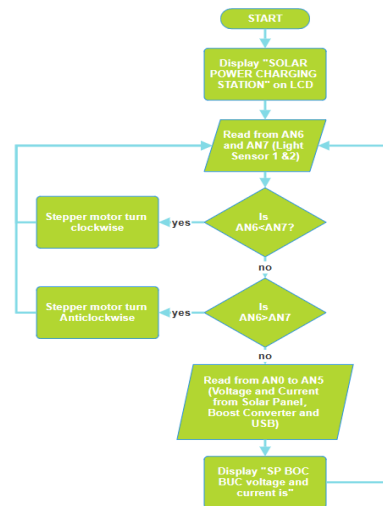 START
Display "SOLAR
POWER CHARGING
STATION" on LCD
Read from AN6
and AN7 (Light
Sensor 1 &2)
Is
AN6<AN7?
yes
Stepper motor turn
clockwise
no
Is
AN6>AN7
yes
Stepper motor turn
Anticlockwise
no
Read from AN0 to AN5
(Voltage and Current
from Solar Panel,
Boost Converter and
USB)
Display "SP BOC
BUC voltage and
current is"